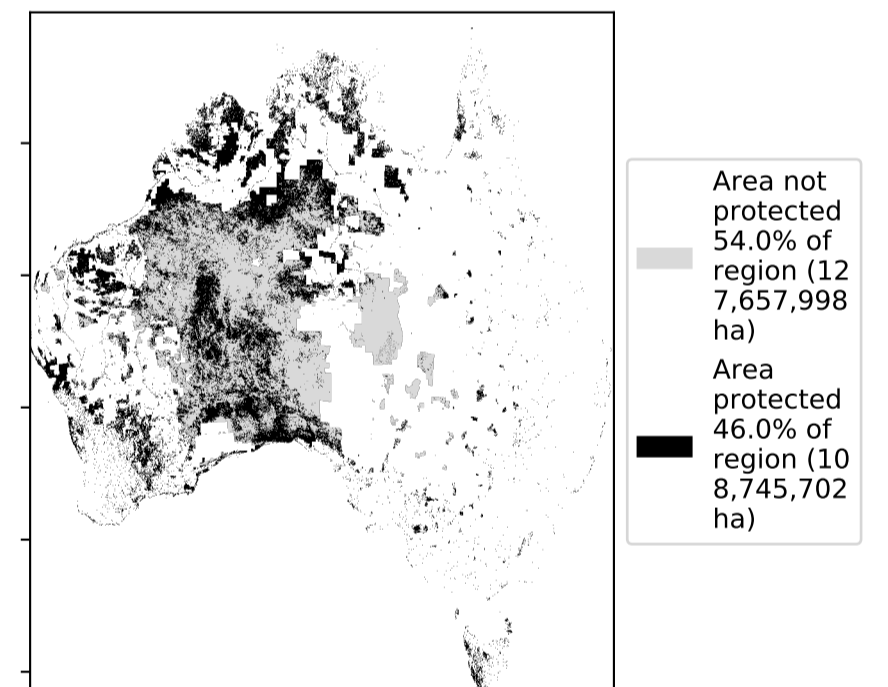 Area not
protected
54.0% of
region (12
7,657,998
ha)
Area
protected
46.0% of
region (10
8,745,702
ha)